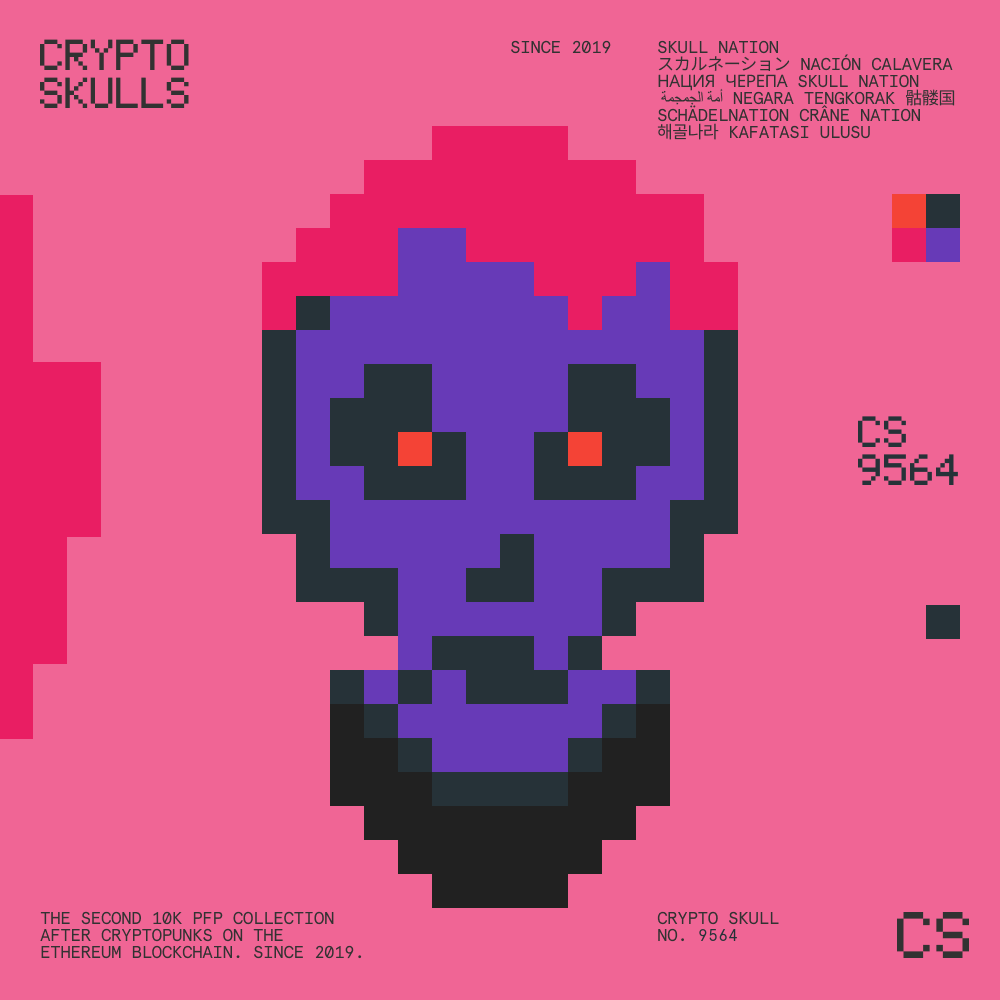 CRYPTO
SKULLS
SINCE 2019
SKULL NATION
スカルネーション NACIÓN CALAVERA
НАЦИЯ ЧЕРЕПА SKULL NATION
أمة الجمجمة NEGARA TENGKORAK 骷髅国
SCHÄDELNATION CRÂNE NATION
해골나라 KAFATASI ULUSU
CS
9564
THE SECOND 10K PFP COLLECTION
AFTER CRYPTOPUNKS ON THE
ETHEREUM BLOCKCHAIN. SINCE 2019.
CRYPTO SKULL
NO. 9564
CS